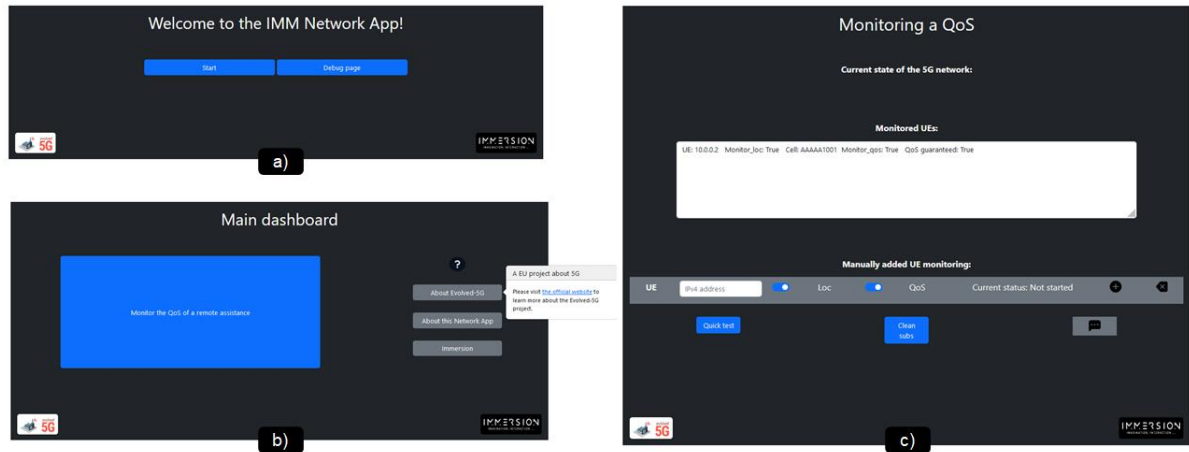 Welcome to the IMM Network App!
Start
Debug page
5G
IMMERSION
a)
Main dashboard
?
A EU project about 5G
Please visit the official website to
learn more about the Evolved-5G
project.
About Evolved-5G
About this Network App
Immersion
Monitor the QoS of a remote assistance
5G
IMMERSION
b)
Monitoring a QoS
Current state of the 5G network:
Monitored UEs:
UE: 10.0.0.2 Monitor_loc: True Cell: AAAAA1001 Monitor_qos: True QoS guaranteed: True
Manually added UE monitoring:
UE
IPv4 address
Loc
QoS
Current status: Not started
Quick test
Clean
subs
5G
IMMERSION
c)